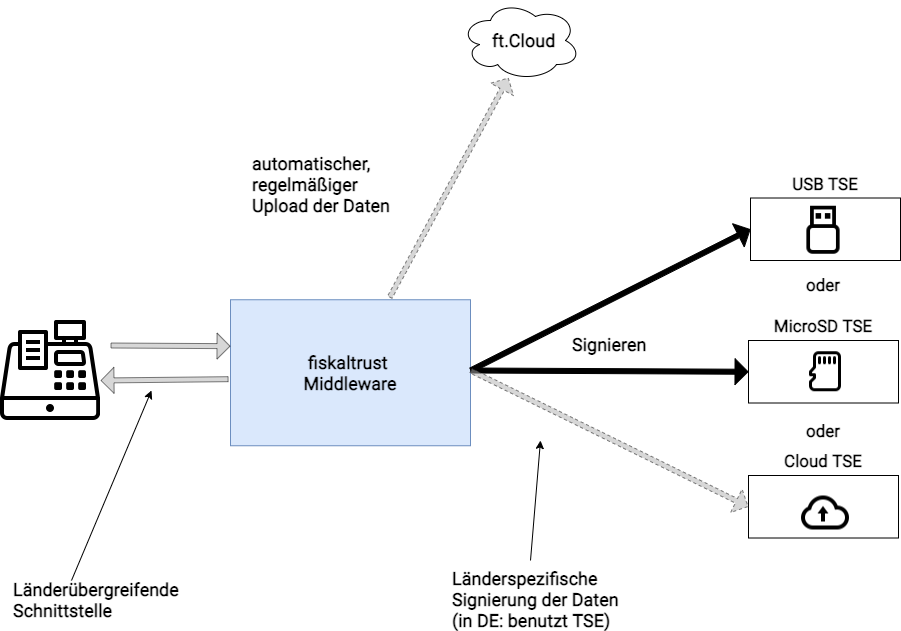 ft.Cloud
automatischer,
regelmäßiger
Upload der Daten
USB TSE
oder
MicroSD TSE
Signieren
fiskaltrust
Middleware
oder
Cloud TSE
Länderübergreifende
Schnittstelle
Länderspezifische
Signierung der Daten
(in DE: benutzt TSE)